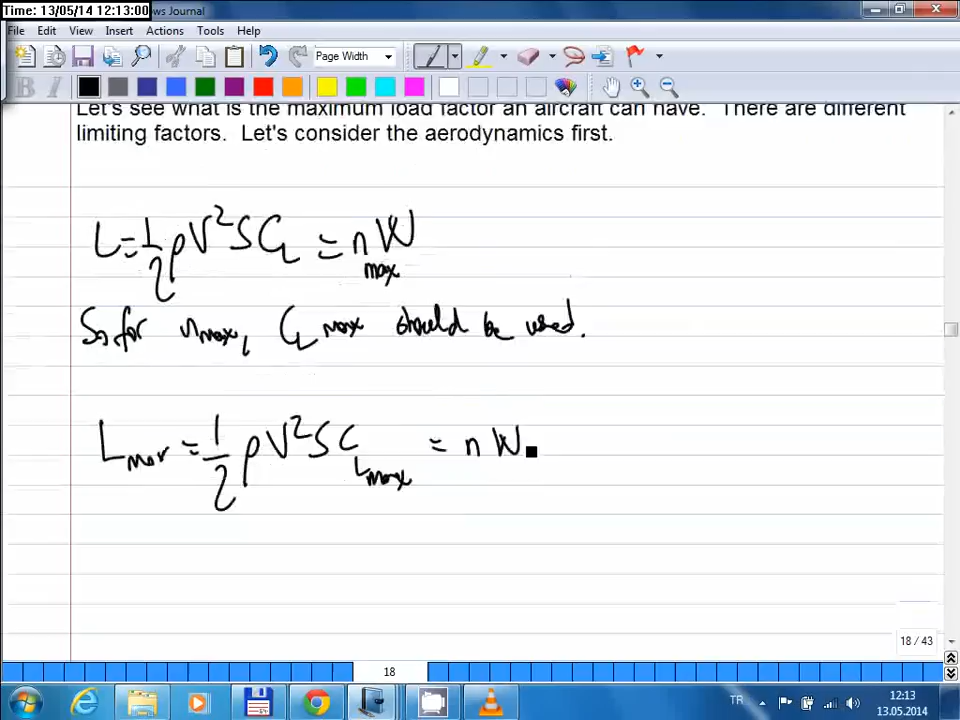 Time: 13/05/14 12:13:00 ws Journal
File Edit View Insert Actions Tools Help
Page Width
B I
Let's see what is the maximum load factor an aircraft can have. There are different
limiting factors. Let's consider the aerodynamics first.
L = 1/2 ρV²SC_L = n_max W
So for n_max, C_L max should be used.
L_max = 1/2 ρV²SC_Lmax = nW
18 / 43
18
TR 12:13
13.05.2014